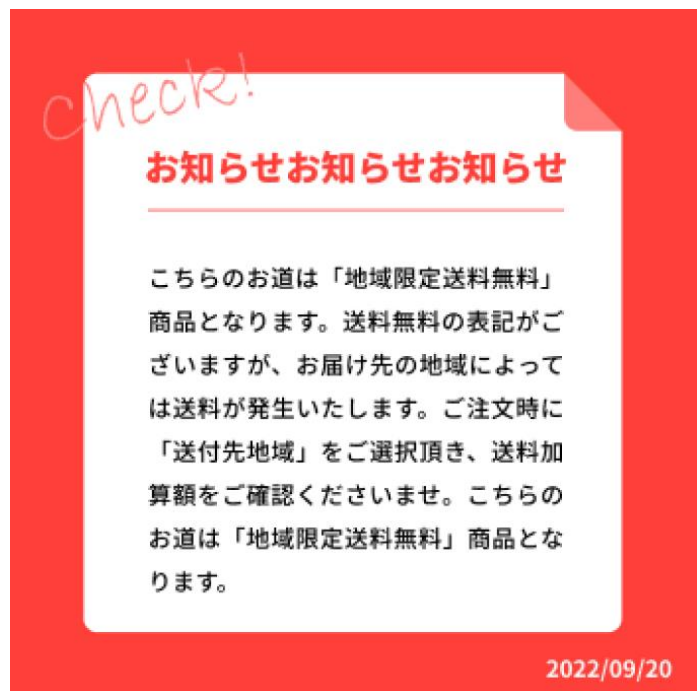 check!
お知らせお知らせお知らせ
こちらのお道は「地域限定送料無料」
商品となります。送料無料の表記がご
ざいますが、お届け先の地域によって
は送料が発生いたします。ご注文時に
「送付先地域」をご選択頂き、送料加
算額をご確認くださいませ。こちらの
お道は「地域限定送料無料」商品とな
ります。
2022/09/20